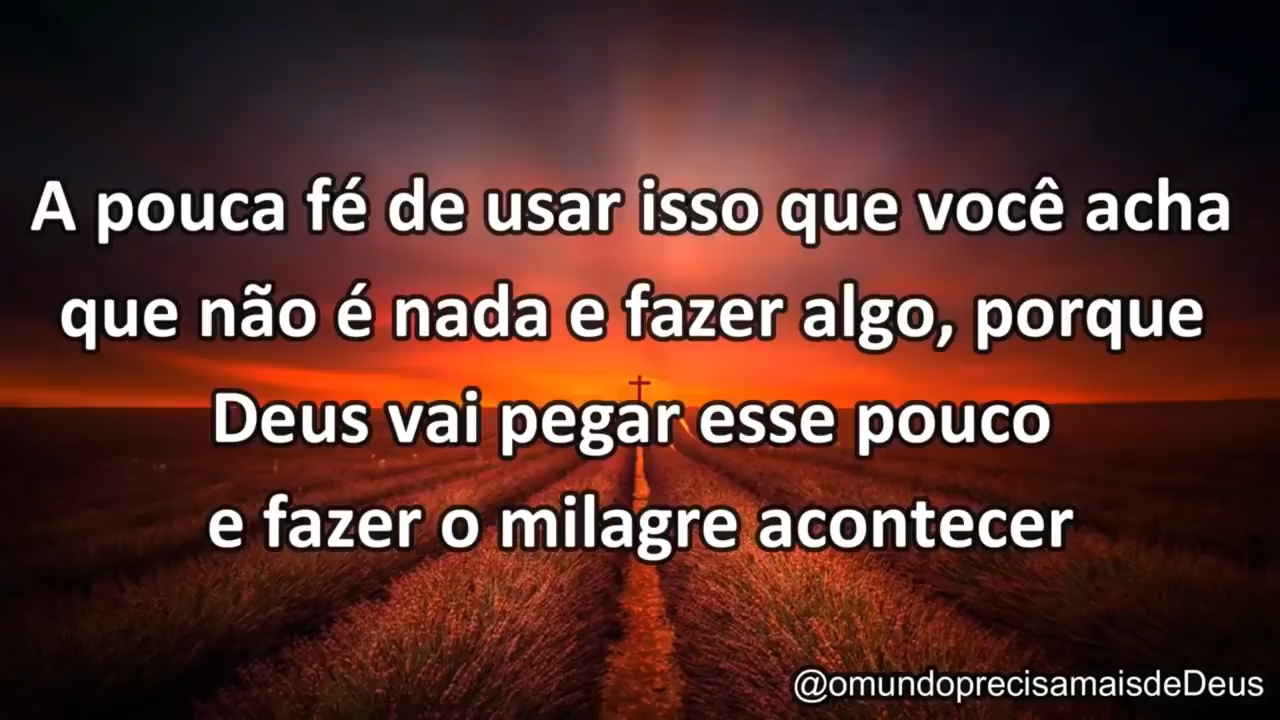 A pouca fé de usar isso que você acha
que não é nada e fazer algo, porque
Deus vai pegar esse pouco
e fazer o milagre acontecer
@omundoprecisamaisdeDeus